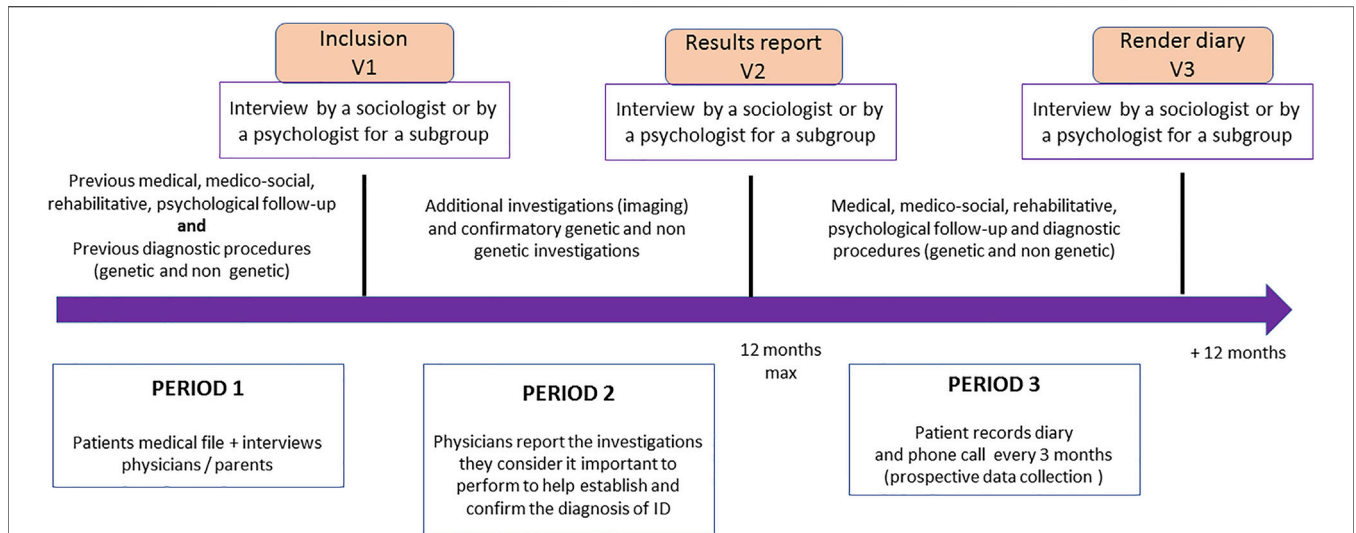 Inclusion
V1
Results report
V2
Render diary
V3
Interview by a sociologist or by
a psychologist for a subgroup
Interview by a sociologist or by
a psychologist for a subgroup
Interview by a sociologist or by
a psychologist for a subgroup
Previous medical, medico-social,
rehabilitative, psychological follow-up
and
Previous diagnostic procedures
(genetic and non genetic)
Additional investigations (imaging)
and confirmatory genetic and non
genetic investigations
Medical, medico-social, rehabilitative,
psychological follow-up and diagnostic
procedures (genetic and non genetic)
12 months
max
+ 12 months
PERIOD 1
Patients medical file + interviews
physicians / parents
PERIOD 2
Physicians report the investigations
they consider it important to
perform to help establish and
confirm the diagnosis of ID
PERIOD 3
Patient records diary
and phone call every 3 months
(prospective data collection )